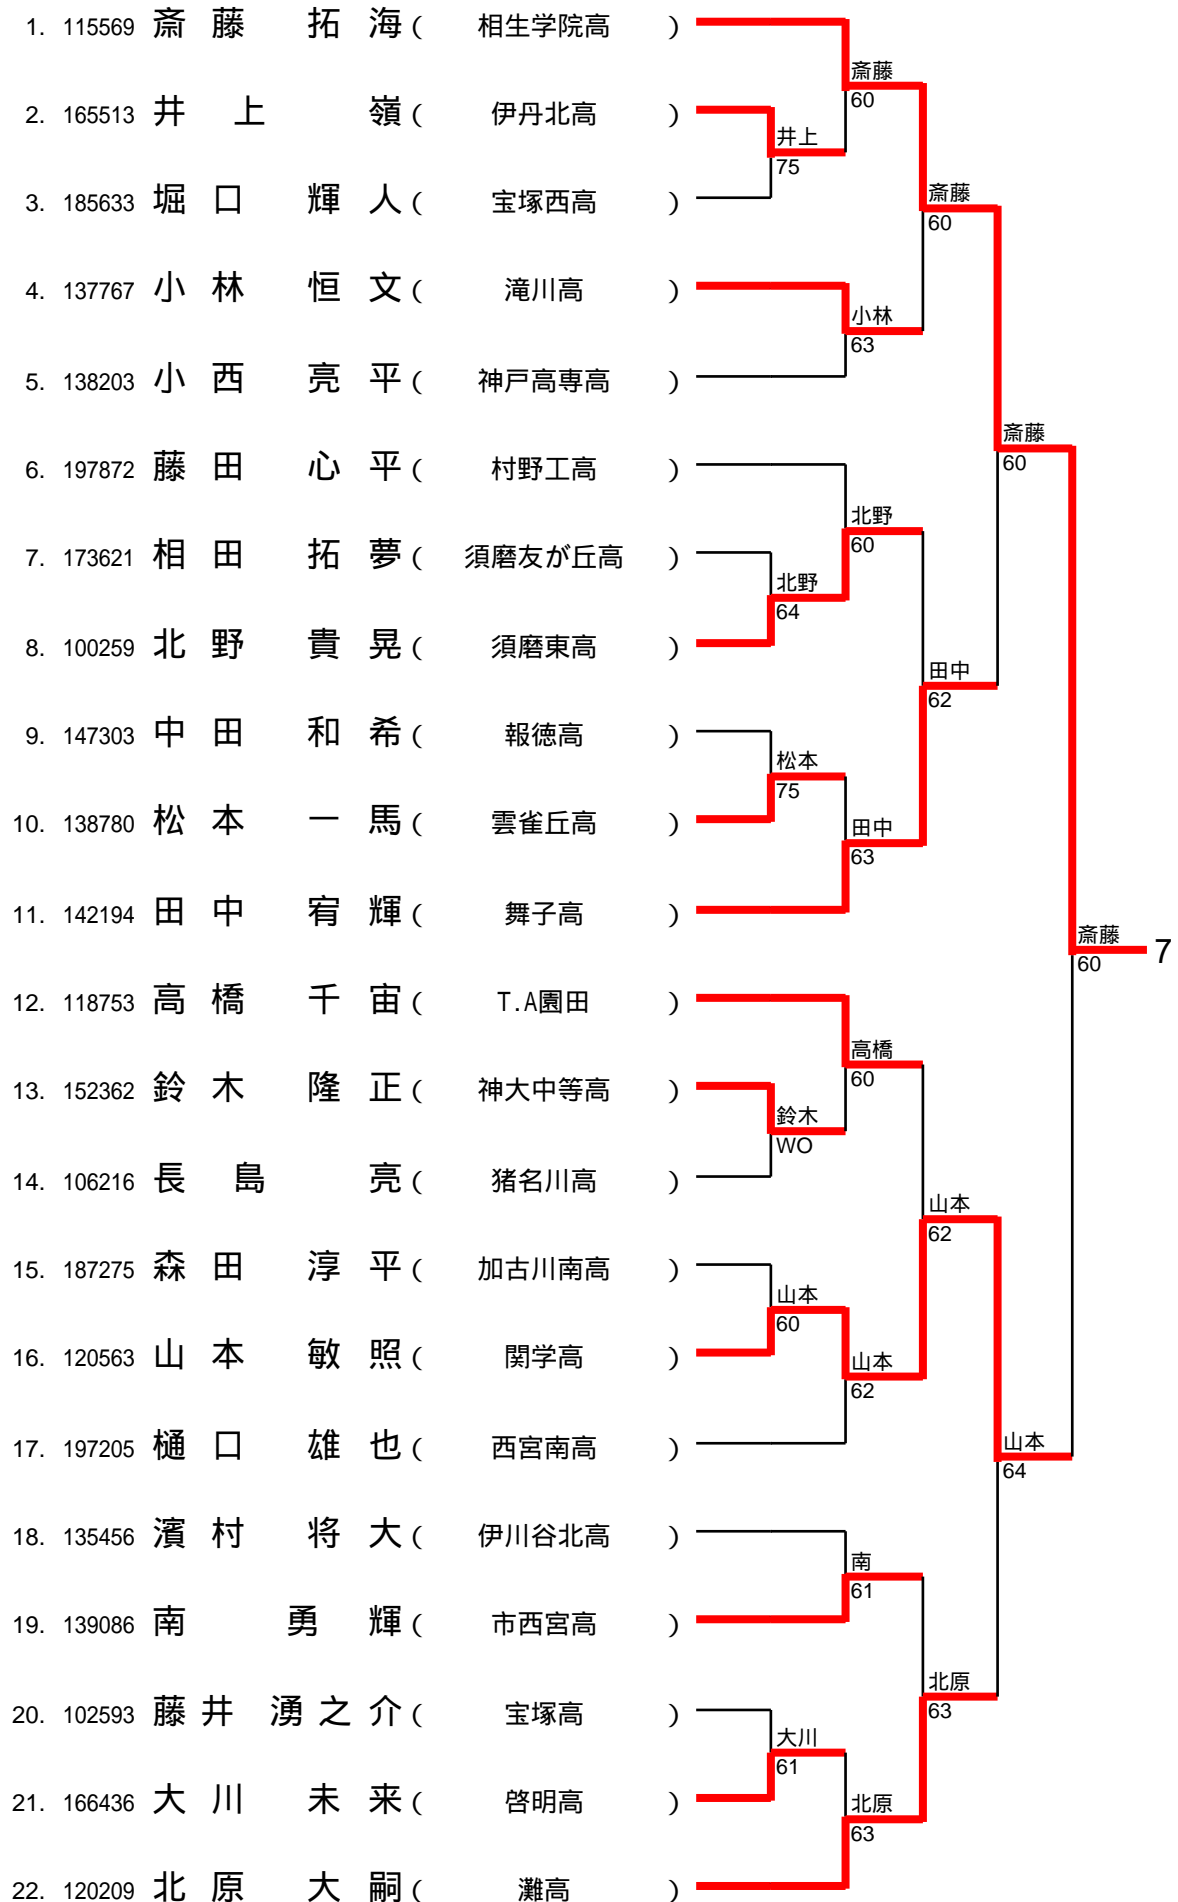 1. 115569 斎藤 拓海 ( 相生学院高 )
斎藤
60
2. 165513 井上 嶺 ( 伊丹北高 )
井上
75
3. 185633 堀口 輝人 ( 宝塚西高 )
斎藤
60
4. 137767 小林 恒文 ( 滝川高 )
小林
63
5. 138203 小西 亮平 ( 神戸高専高 )
斎藤
60
6. 197872 藤田 心平 ( 村野工高 )
北野
60
7. 173621 相田 拓夢 ( 須磨友が丘高 )
北野
64
8. 100259 北野 貴晃 ( 須磨東高 )
田中
62
9. 147303 中田 和希 ( 報徳高 )
松本
75
10. 138780 松本 一馬 ( 雲雀丘高 )
田中
63
11. 142194 田中 宥輝 ( 舞子高 )
斎藤
60
7
12. 118753 高橋 千宙 ( T.A園田 )
高橋
60
13. 152362 鈴木 隆正 ( 神大中等高 )
鈴木
WO
14. 106216 長島 亮 ( 猪名川高 )
山本
62
15. 187275 森田 淳平 ( 加古川南高 )
山本
60
16. 120563 山本 敏照 ( 関学高 )
山本
62
17. 197205 樋口 雄也 ( 西宮南高 )
山本
64
18. 135456 濱村 将大 ( 伊川谷北高 )
南
61
19. 139086 南 勇輝 ( 市西宮高 )
北原
63
20. 102593 藤井 湧之介 ( 宝塚高 )
大川
61
21. 166436 大川 未来 ( 啓明高 )
北原
63
22. 120209 北原 大嗣 ( 灘高 )